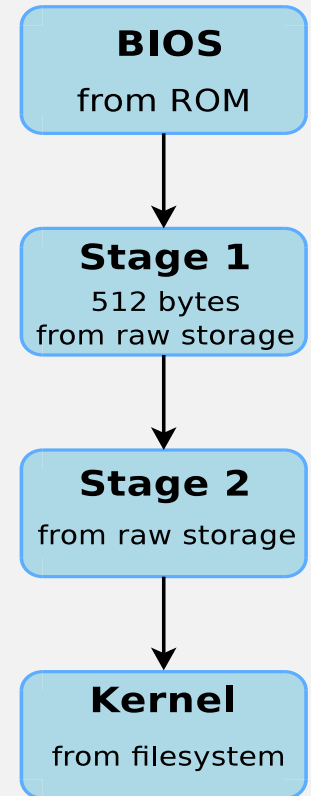 BIOS
from ROM
Stage 1
512 bytes
from raw storage
Stage 2
from raw storage
Kernel
from filesystem